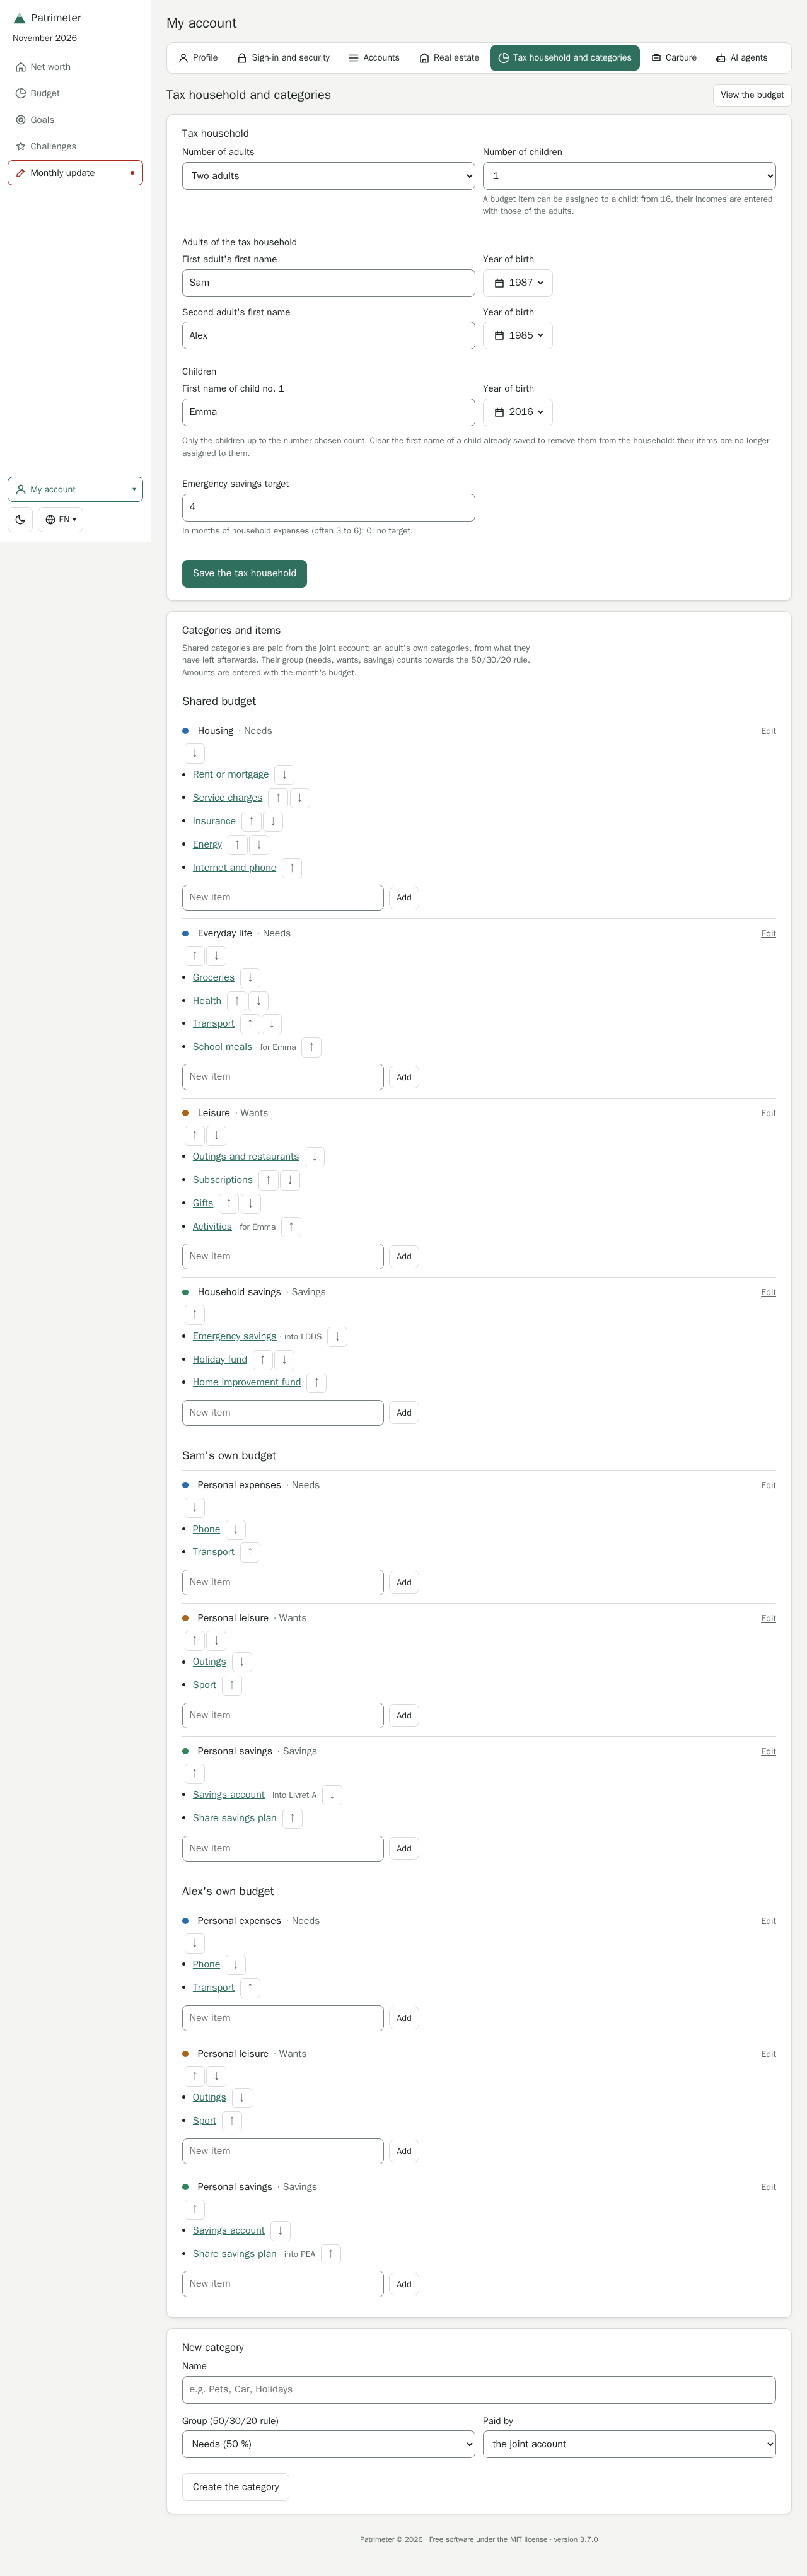 Patrimeter
November 2026
Net worth
Budget
Goals
Challenges
Monthly update
My account ▾
EN ▾
My account
Profile Sign-in and security Accounts Real estate Tax household and categories Carbure AI agents
Tax household and categories View the budget
Tax household
Number of adults Number of children
Two adults 1
A budget item can be assigned to a child; from 16, their incomes are entered
with those of the adults.
Adults of the tax household
First adult's first name Year of birth
Sam 1987
Second adult's first name Year of birth
Alex 1985
Children
First name of child no. 1 Year of birth
Emma 2016
Only the children up to the number chosen count. Clear the first name of a child already saved to remove them from the household: their items are no longer
assigned to them.
Emergency savings target
4
In months of household expenses (often 3 to 6); 0: no target.
Save the tax household
Categories and items
Shared categories are paid from the joint account; an adult's own categories, from what they
have left afterwards. Their group (needs, wants, savings) counts towards the 50/30/20 rule.
Amounts are entered with the month's budget.
Shared budget
Housing · Needs Edit
↓
• Rent or mortgage ↓
• Service charges ↑ ↓
• Insurance ↑ ↓
• Energy ↑ ↓
• Internet and phone ↑
New item Add
Everyday life · Needs Edit
↑ ↓
• Groceries ↓
• Health ↑ ↓
• Transport ↑ ↓
• School meals · for Emma ↑
New item Add
Leisure · Wants Edit
↑ ↓
• Outings and restaurants ↓
• Subscriptions ↑ ↓
• Gifts ↑ ↓
• Activities · for Emma ↑
New item Add
Household savings · Savings Edit
↑
• Emergency savings · into LDDS ↓
• Holiday fund ↑ ↓
• Home improvement fund ↑
New item Add
Sam's own budget
Personal expenses · Needs Edit
↓
• Phone ↓
• Transport ↑
New item Add
Personal leisure · Wants Edit
↑ ↓
• Outings ↓
• Sport ↑
New item Add
Personal savings · Savings Edit
↑
• Savings account · into Livret A ↓
• Share savings plan ↑
New item Add
Alex's own budget
Personal expenses · Needs Edit
↓
• Phone ↓
• Transport ↑
New item Add
Personal leisure · Wants Edit
↑ ↓
• Outings ↓
• Sport ↑
New item Add
Personal savings · Savings Edit
↑
• Savings account ↓
• Share savings plan · into PEA ↑
New item Add
New category
Name
e.g. Pets, Car, Holidays
Group (50/30/20 rule) Paid by
Needs (50 %) the joint account
Create the category
Patrimeter © 2026 · Free software under the MIT license · version 3.7.0